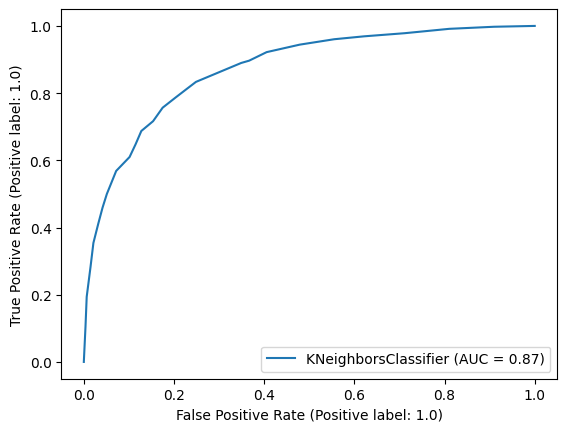 1.0
0.8
0.6
0.4
0.2
0.0
True Positive Rate (Positive label: 1.0)
KNeighborsClassifier (AUC = 0.87)
0.0 0.2 0.4 0.6 0.8 1.0
False Positive Rate (Positive label: 1.0)